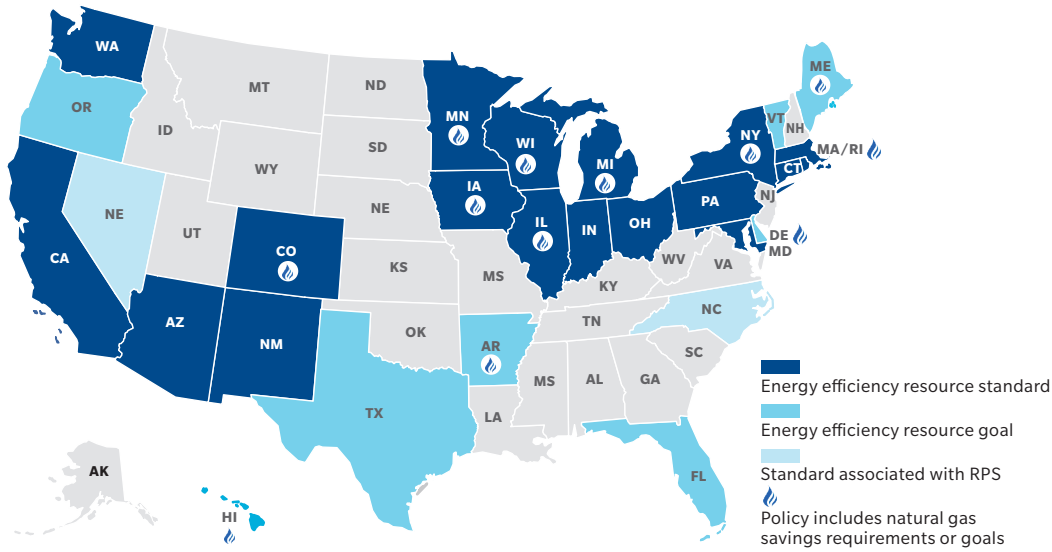 WA
MT
ND
ME
OR
MN
VT
NH
ID
WI
NY
SD
MA/RI
MI
CT
WY
IA
NJ
NE
NE
PA
IL
IN
OH
UT
DE
CO
MD
CA
WV
VA
KS
MS
KY
NC
AZ
TN
OK
NM
AR
SC
MS
AL
GA
TX
LA
FL
AK
HI
Energy efficiency resource standard
Energy efficiency resource goal
Standard associated with RPS
Policy includes natural gas
savings requirements or goals